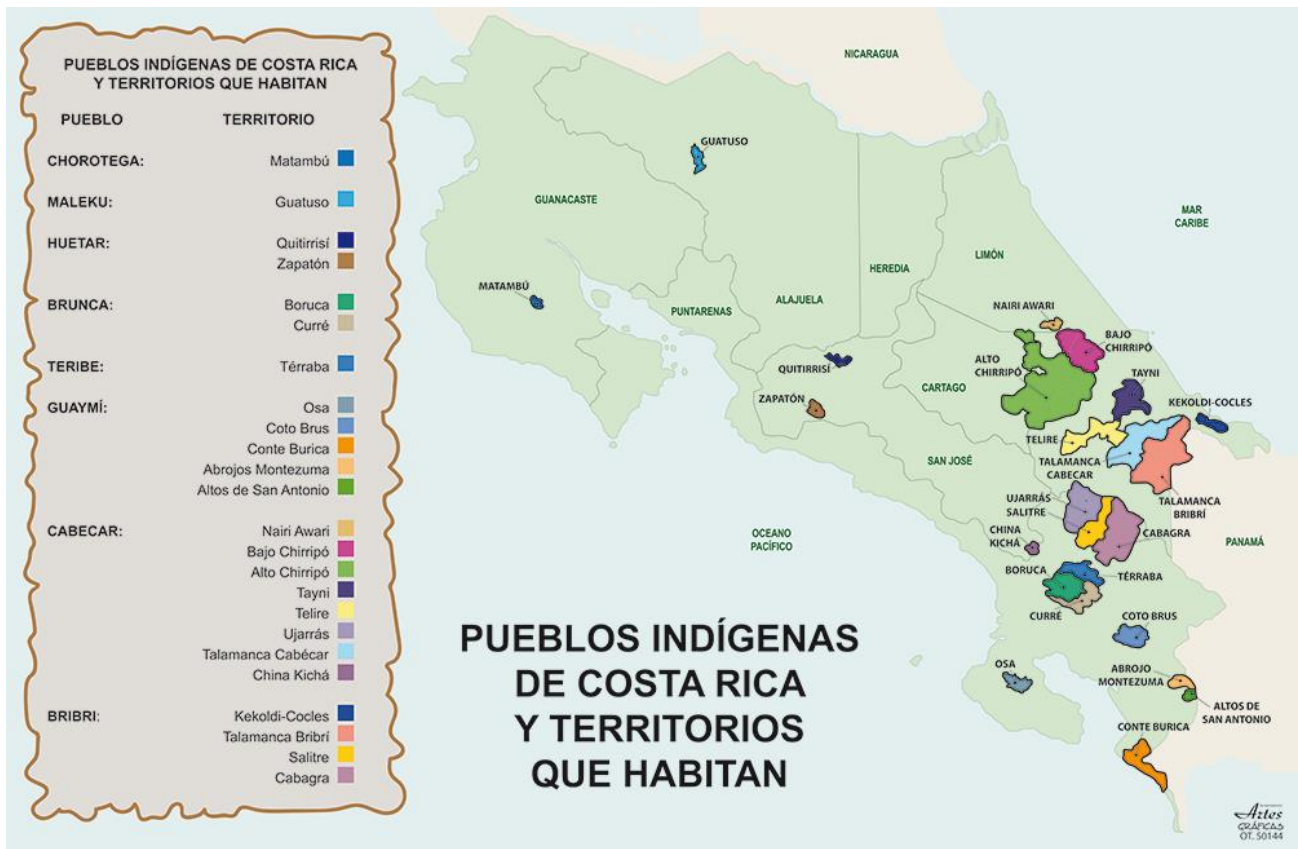 PUEBLOS INDÍGENAS DE COSTA RICA
Y TERRITORIOS QUE HABITAN
PUEBLO TERRITORIO
CHOROTEGA: Matambú
MALEKU: Guatuso
HUETAR: Quitirrisí
Zapatón
BRUNCA: Boruca
Curré
TERIBE: Térraba
GUAYMÍ: Osa
Coto Brus
Conte Burica
Abrojos Montezuma
Altos de San Antonio
CABECAR: Nairi Awari
Bajo Chirripó
Alto Chirripó
Tayni
Telire
Ujarrás
Talamanca Cabécar
China Kichá
BRIBRI: Kekoldi-Cocles
Talamanca Bribrí
Salitre
Cabagra
NICARAGUA
GUATUSO
GUANACASTE
MAR
CARIBE
LIMÓN
HEREDIA
MATAMBÚ
ALAJUELA
PUNTARENAS
NAIRI AWARI
BAJO
CHIRRIPÓ
ALTO
CHIRRIPÓ
QUITIRRISÍ
TAYNI
CARTAGO
ZAPATÓN
KEKOLDI-COCLES
TELIRE
TALAMANCA
CABECAR
SAN JOSÉ
TALAMANCA
BRIBRÍ
UJARRÁS
SALITRE
CHINA
KICHÁ
CABAGRA
OCEANO
PACÍFICO
PANAMÁ
BORUCA
TÉRRABA
CURRÉ
COTO BRUS
OSA
ABROJO
MONTEZUMA
ALTOS DE
SAN ANTONIO
CONTE BURICA
PUEBLOS INDÍGENAS
DE COSTA RICA
Y TERRITORIOS
QUE HABITAN
Artes
GRÁFICAS
OT. 50144